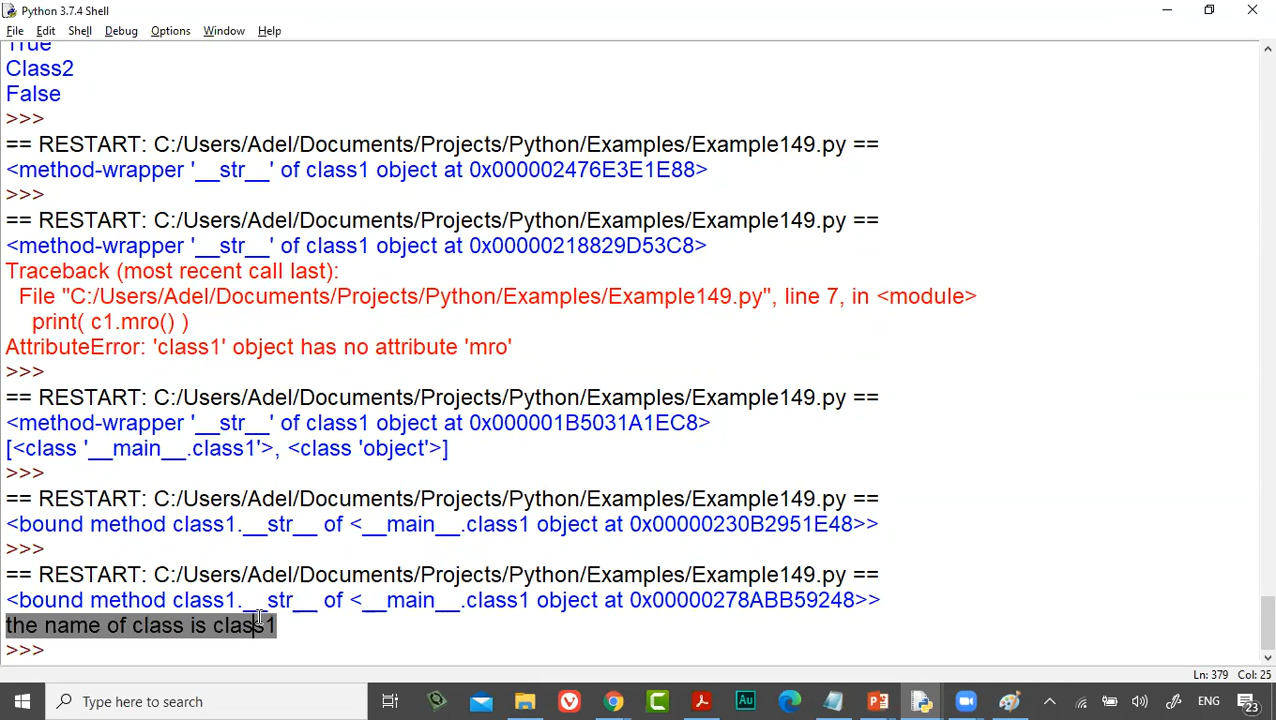 Python 3.7.4 Shell
File Edit Shell Debug Options Window Help
True
Class2
False
>>>
== RESTART: C:/Users/Adel/Documents/Projects/Python/Examples/Example149.py ==
<method-wrapper '__str__' of class1 object at 0x000002476E3E1E88>
>>>
== RESTART: C:/Users/Adel/Documents/Projects/Python/Examples/Example149.py ==
<method-wrapper '__str__' of class1 object at 0x00000218829D53C8>
Traceback (most recent call last):
  File "C:/Users/Adel/Documents/Projects/Python/Examples/Example149.py", line 7, in <module>
    print( c1.mro() )
AttributeError: 'class1' object has no attribute 'mro'
>>>
== RESTART: C:/Users/Adel/Documents/Projects/Python/Examples/Example149.py ==
<method-wrapper '__str__' of class1 object at 0x000001B5031A1EC8>
[<class '__main__.class1'>, <class 'object'>]
>>>
== RESTART: C:/Users/Adel/Documents/Projects/Python/Examples/Example149.py ==
<bound method class1.__str__ of <__main__.class1 object at 0x00000230B2951E48>>
>>>
== RESTART: C:/Users/Adel/Documents/Projects/Python/Examples/Example149.py ==
<bound method class1.__str__ of <__main__.class1 object at 0x00000278ABB59248>>
the name of class is class1
>>>
Ln: 379 Col: 25
Type here to search
Au
ENG
23